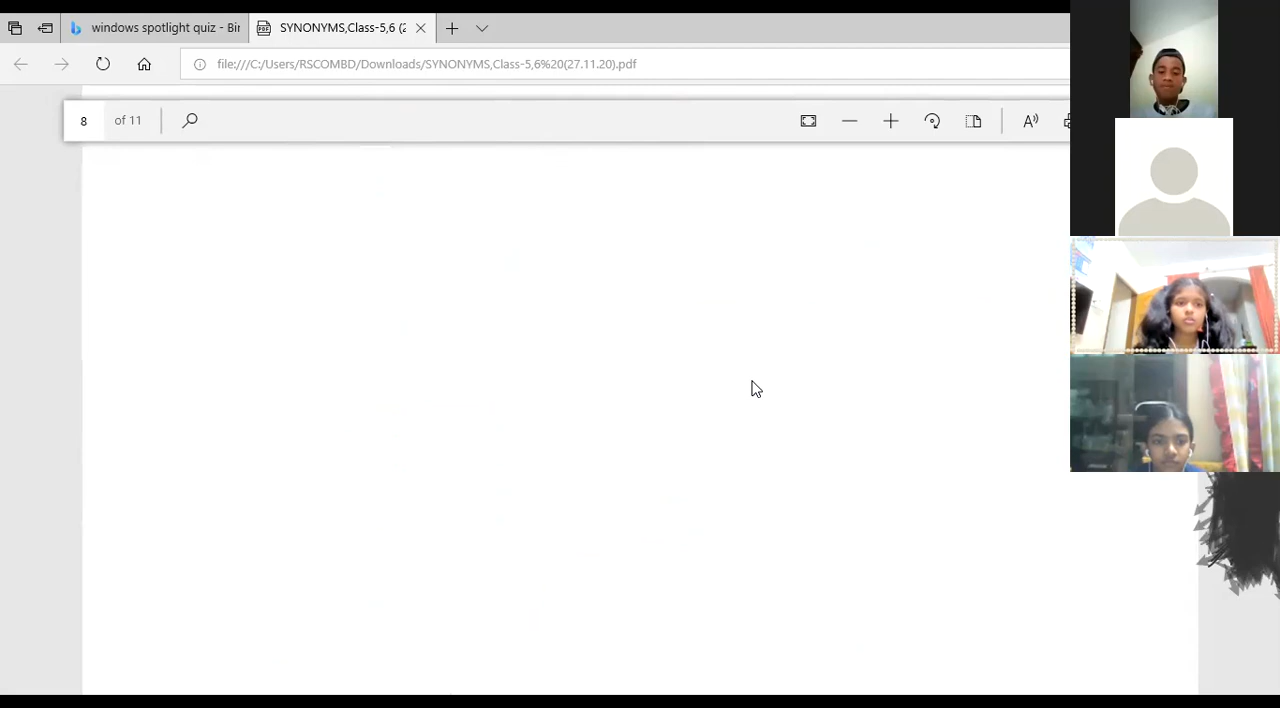 windows spotlight quiz - Bin
SYNONYMS,Class-5,6 (2
file:///C:/Users/RSCOMBD/Downloads/SYNONYMS,Class-5,6%20(27.11.20).pdf
8 of 11
A